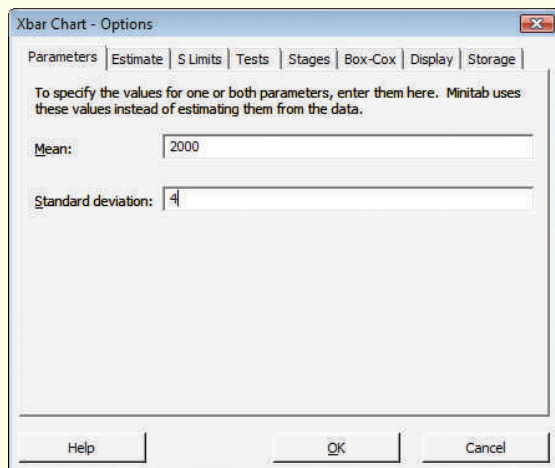 Xbar Chart - Options
Parameters Estimate S Limits Tests Stages Box-Cox Display Storage
To specify the values for one or both parameters, enter them here. Minitab uses
these values instead of estimating them from the data.
Mean: 2000
Standard deviation: 4
Help OK Cancel